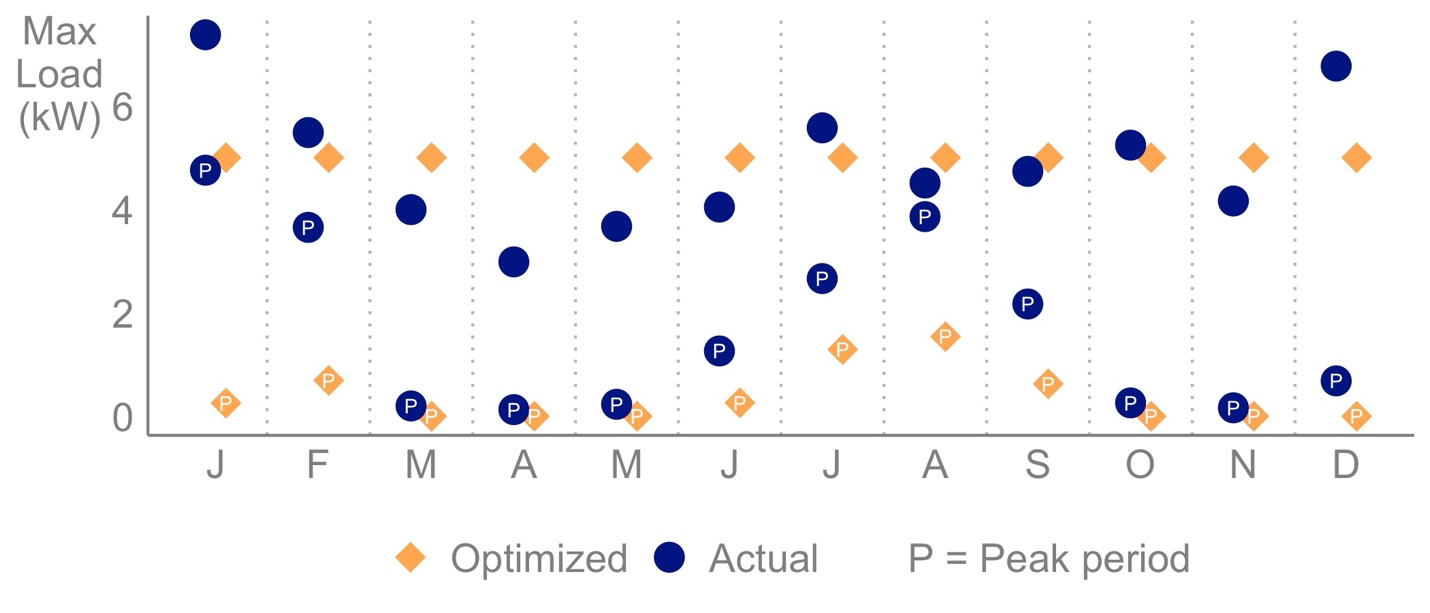 Max
Load
(kW)
6
4
2
0
P P P P P P P P P P P P
P P P P P P P P P P P P
J F M A M J J A S O N D
Optimized Actual P = Peak period